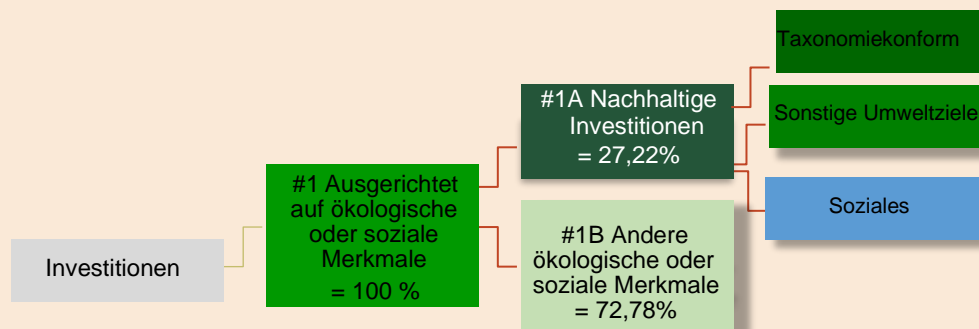 Investitionen
#1 Ausgerichtet
auf ökologische
oder soziale
Merkmale
= 100 %
#1A Nachhaltige
Investitionen
= 27,22%
#1B Andere
ökologische oder
soziale Merkmale
= 72,78%
Taxonomiekonform
Sonstige Umweltziele
Soziales